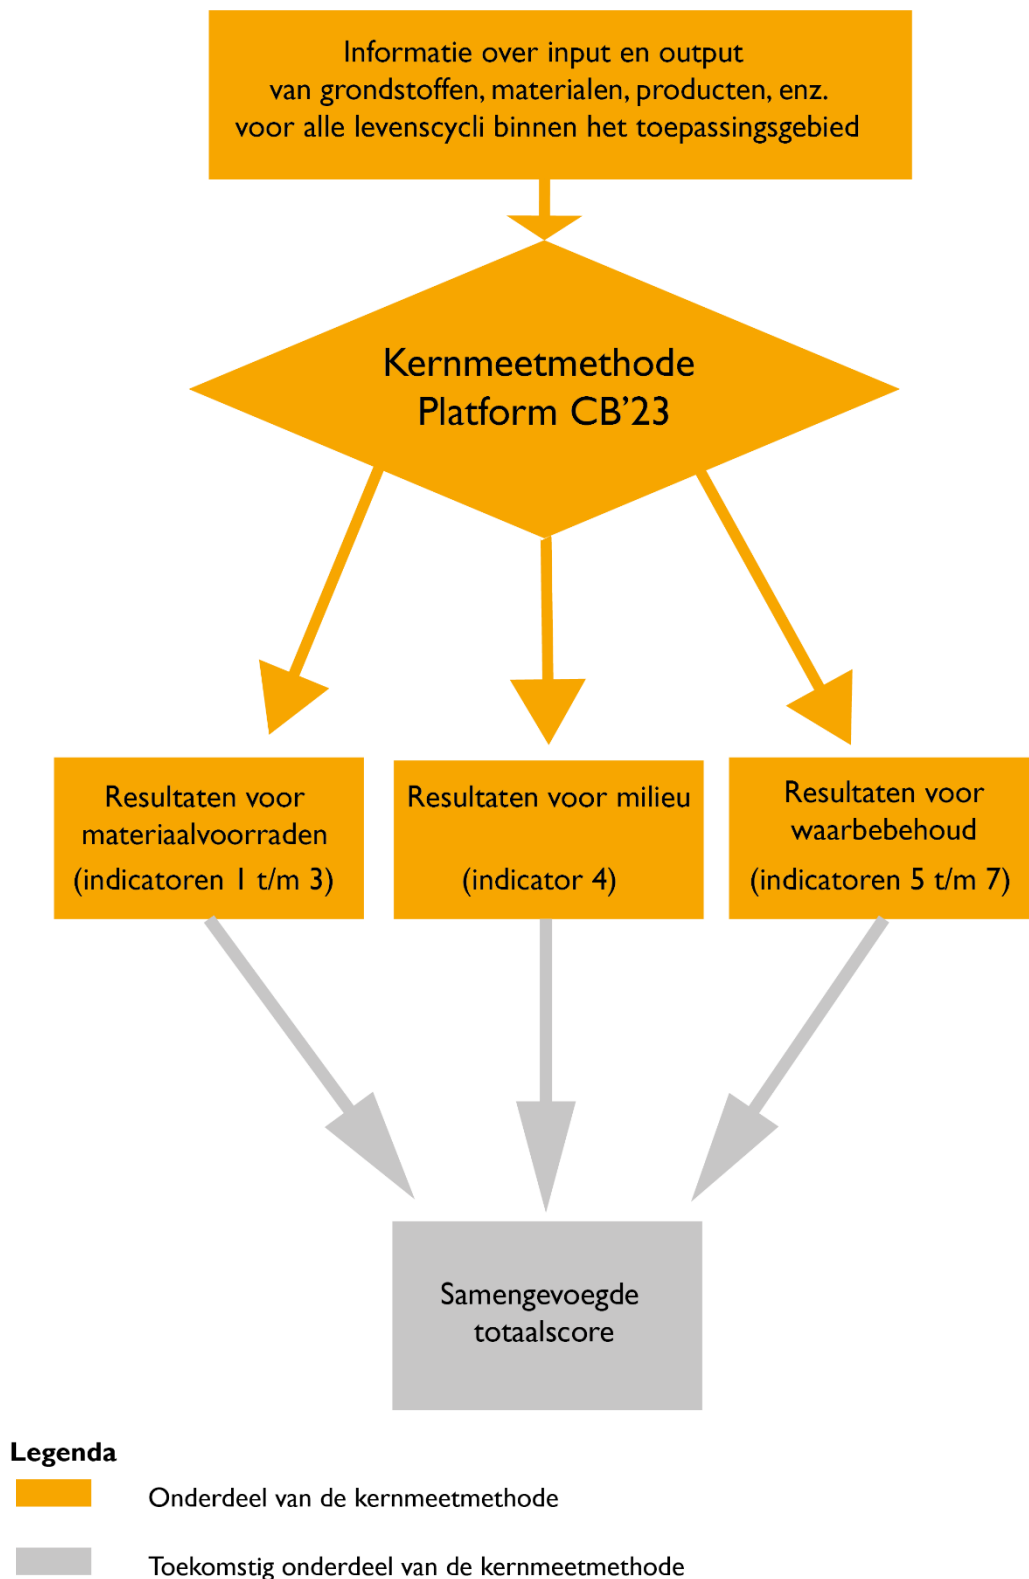 Informatie over input en output
van grondstoffen, materialen, producten, enz.
voor alle levenscycli binnen het toepassingsgebied
Kernmeetmethode
Platform CB’23
Resultaten voor
materiaalvoorraden
(indicatoren 1 t/m 3)
Resultaten voor milieu
(indicator 4)
Resultaten voor
waarbebehoud
(indicatoren 5 t/m 7)
Samengevoegde
totaalscore
Legenda
Onderdeel van de kernmeetmethode
Toekomstig onderdeel van de kernmeetmethode